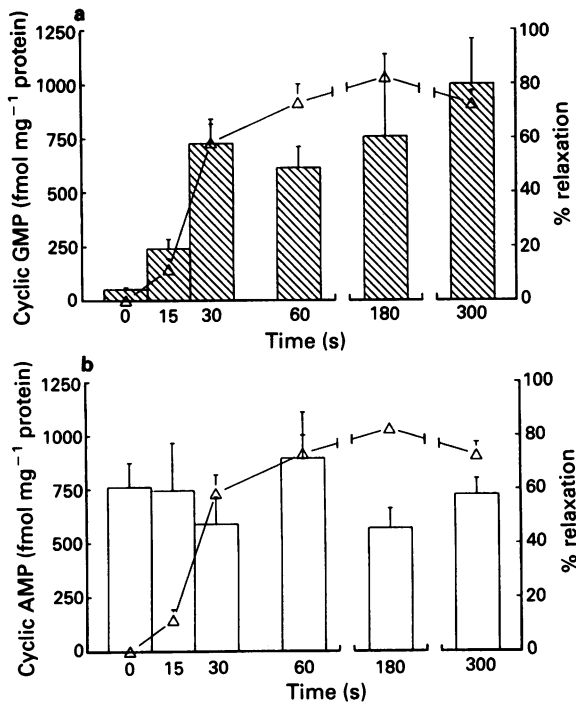 a
1250
1000
750
500
250
0
Cyclic GMP (fmol mg⁻¹ protein)
100
80
60
40
20
0
% relaxation
0 15 30 60 180 300
Time (s)
b
1250
1000
750
500
250
0
Cyclic AMP (fmol mg⁻¹ protein)
100
80
60
40
20
0
% relaxation
0 15 30 60 180 300
Time (s)